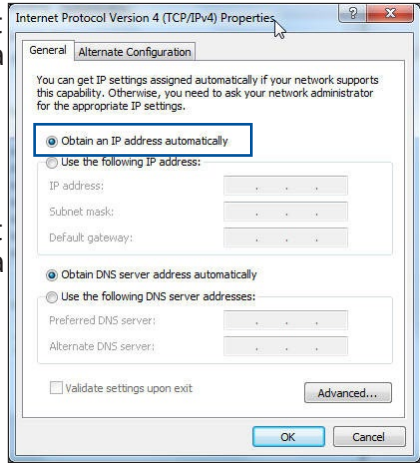 Internet Protocol Version 4 (TCP/IPv4) Properties
General Alternate Configuration
You can get IP settings assigned automatically if your network supports
this capability. Otherwise, you need to ask your network administrator
for the appropriate IP settings.
Obtain an IP address automatically
Use the following IP address:
IP address:
Subnet mask:
Default gateway:
Obtain DNS server address automatically
Use the following DNS server addresses:
Preferred DNS server:
Alternate DNS server:
Validate settings upon exit
Advanced...
OK Cancel